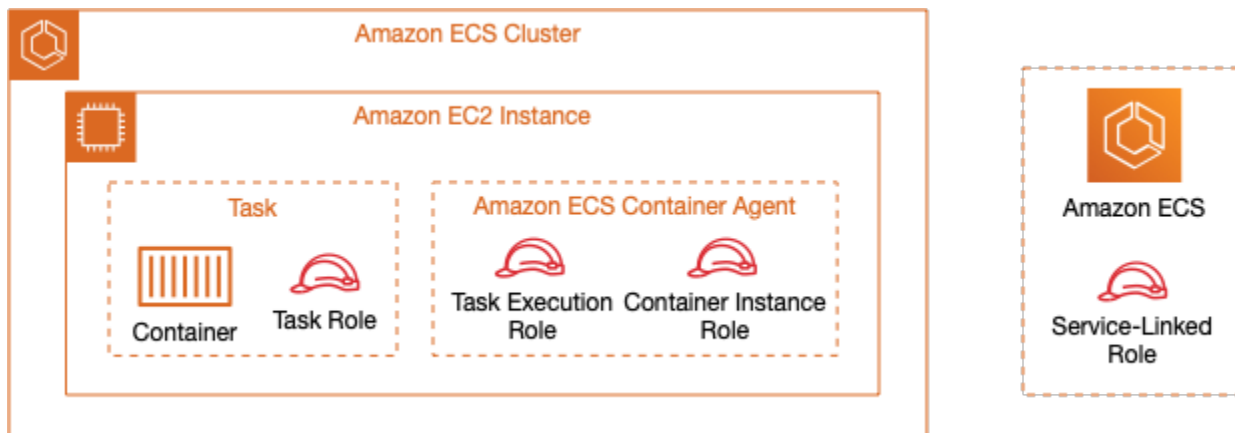 Amazon ECS Cluster
Amazon EC2 Instance
Task
Container
Task Role
Amazon ECS Container Agent
Task Execution
Role
Container Instance
Role
Amazon ECS
Service-Linked
Role